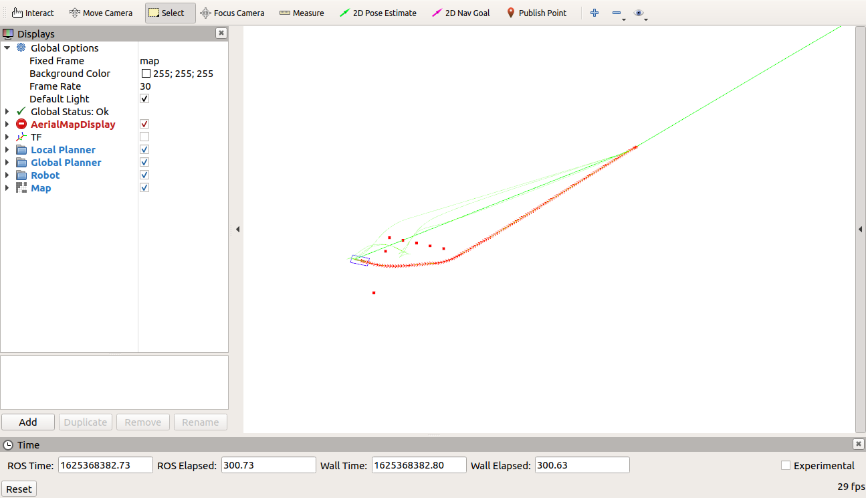 Interact Move Camera Select Focus Camera Measure 2D Pose Estimate 2D Nav Goal Publish Point
Displays
Global Options
Fixed Frame map
Background Color 255; 255; 255
Frame Rate 30
Default Light
Global Status: Ok
AerialMapDisplay
TF
Local Planner
Global Planner
Robot
Map
Add Duplicate Remove Rename
Time
ROS Time: 1625368382.73 ROS Elapsed: 300.73 Wall Time: 1625368382.80 Wall Elapsed: 300.63 Experimental
Reset 29 fps